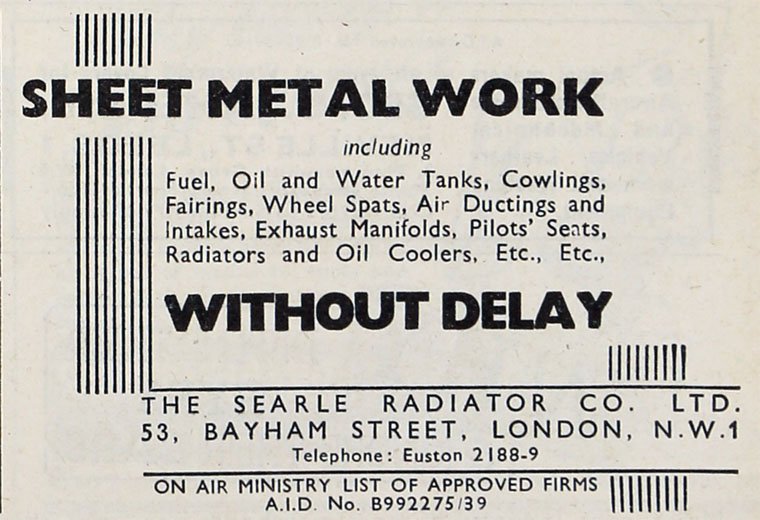 SHEET METAL WORK
including
Fuel, Oil and Water Tanks, Cowlings,
Fairings, Wheel Spats, Air Ductings and
Intakes, Exhaust Manifolds, Pilots' Seats,
Radiators and Oil Coolers, Etc., Etc.,
WITHOUT DELAY
THE SEARLE RADIATOR CO. LTD.
53, BAYHAM STREET, LONDON, N.W.1
Telephone: Euston 2188-9
ON AIR MINISTRY LIST OF APPROVED FIRMS
A.I.D. No. B992275/39